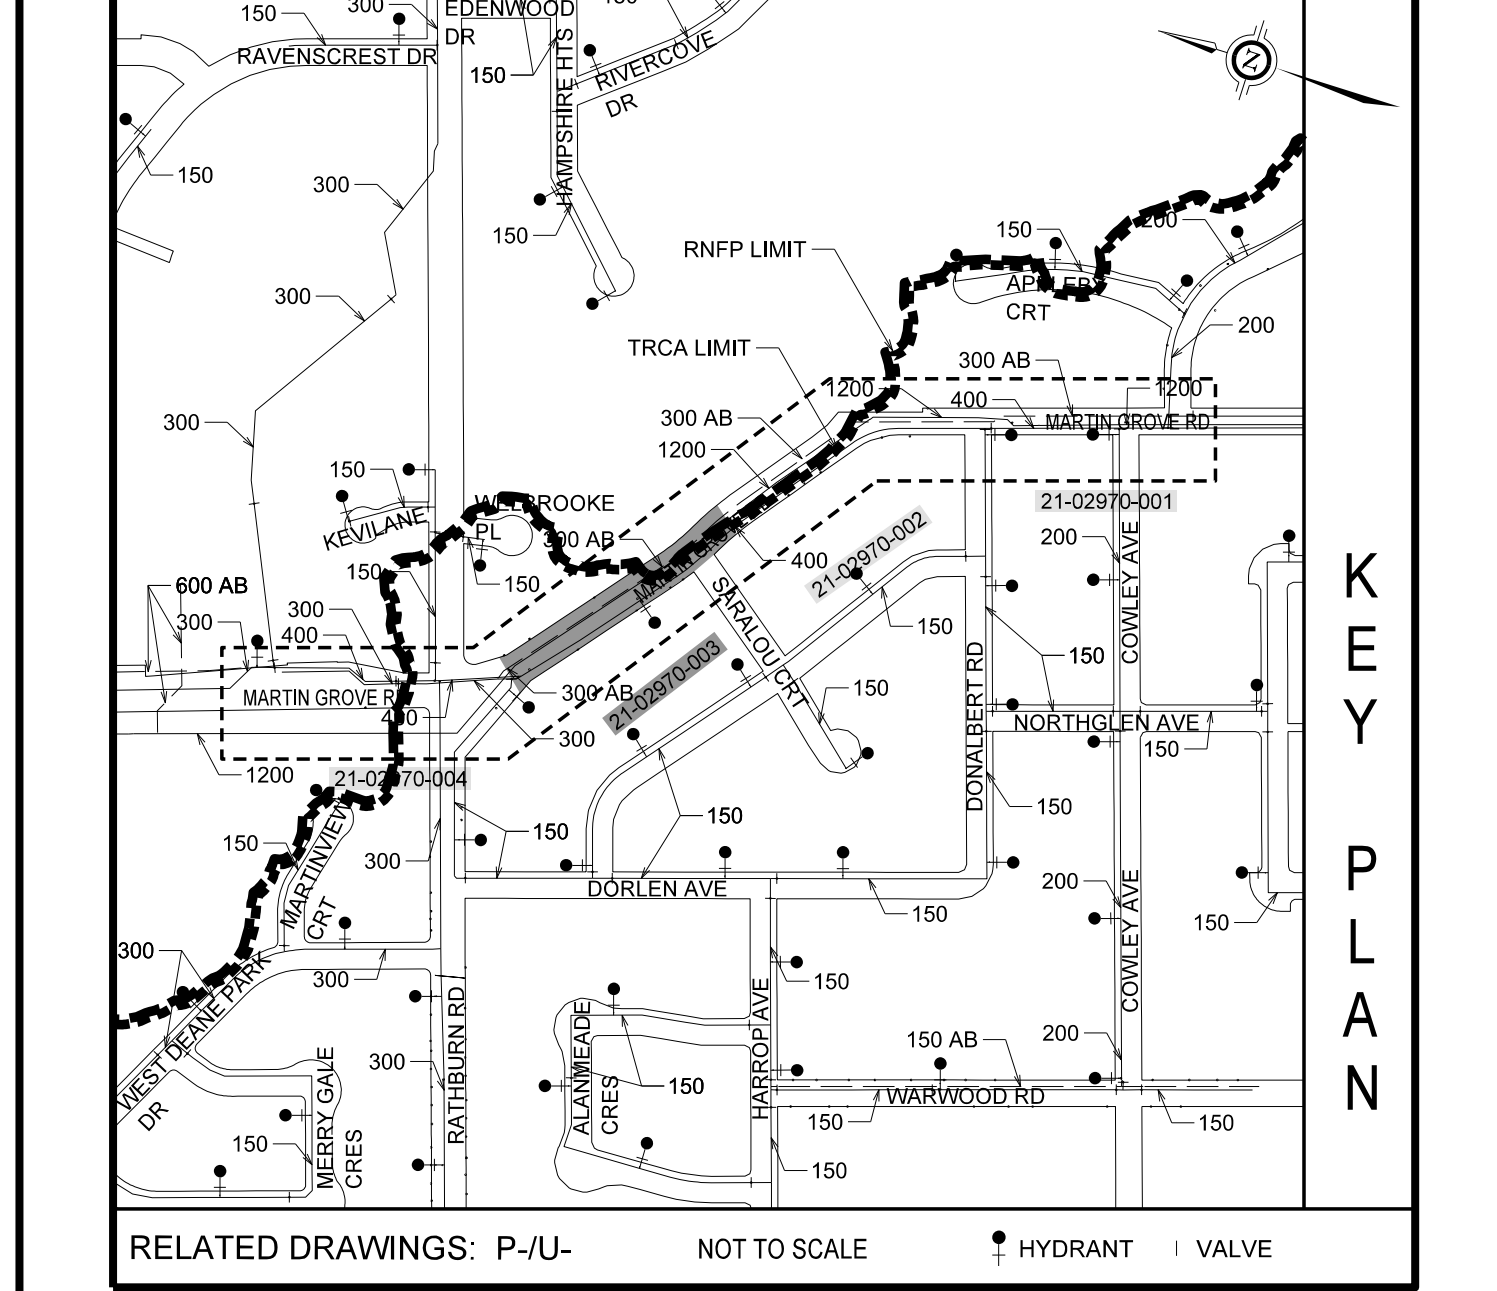 150
300
EDENWOOD
DR
RAVENSCREST DR
150
HAMPSHIRE HTS
RIVERCOVE
DR
Z
150
300
150
RNFP LIMIT
150
200
APPLEBY
CRT
300
200
TRCA LIMIT
300 AB
1200
400
1200
MARTIN GROVE RD
300
300 AB
1200
150
WELBROOKE
PL
KEVILANE
300 AB
21-02970-001
21-02970-002
200
400
150
150
600 AB
300
300
400
SARALOU CRT
COWLEY AVE
150
150
DONALBERT RD
MARTIN GROVE RD
300 AB
21-02970-003
150
400
300
NORTHGLEN AVE
150
1200
21-02970-004
150
150
150
150
MARTINVIEW
CRT
300
DORLEN AVE
200
COWLEY AVE
150
150
300
300
WEST DEANE PARK
DR
150
HARROP AVE
RATHBURN RD
ALANMEADE
CRES
300
150 AB
200
150
MERRY GALE
CRES
WARWOOD RD
150
150
150
150
KEY PLAN
RELATED DRAWINGS: P-/U-
NOT TO SCALE
HYDRANT
VALVE